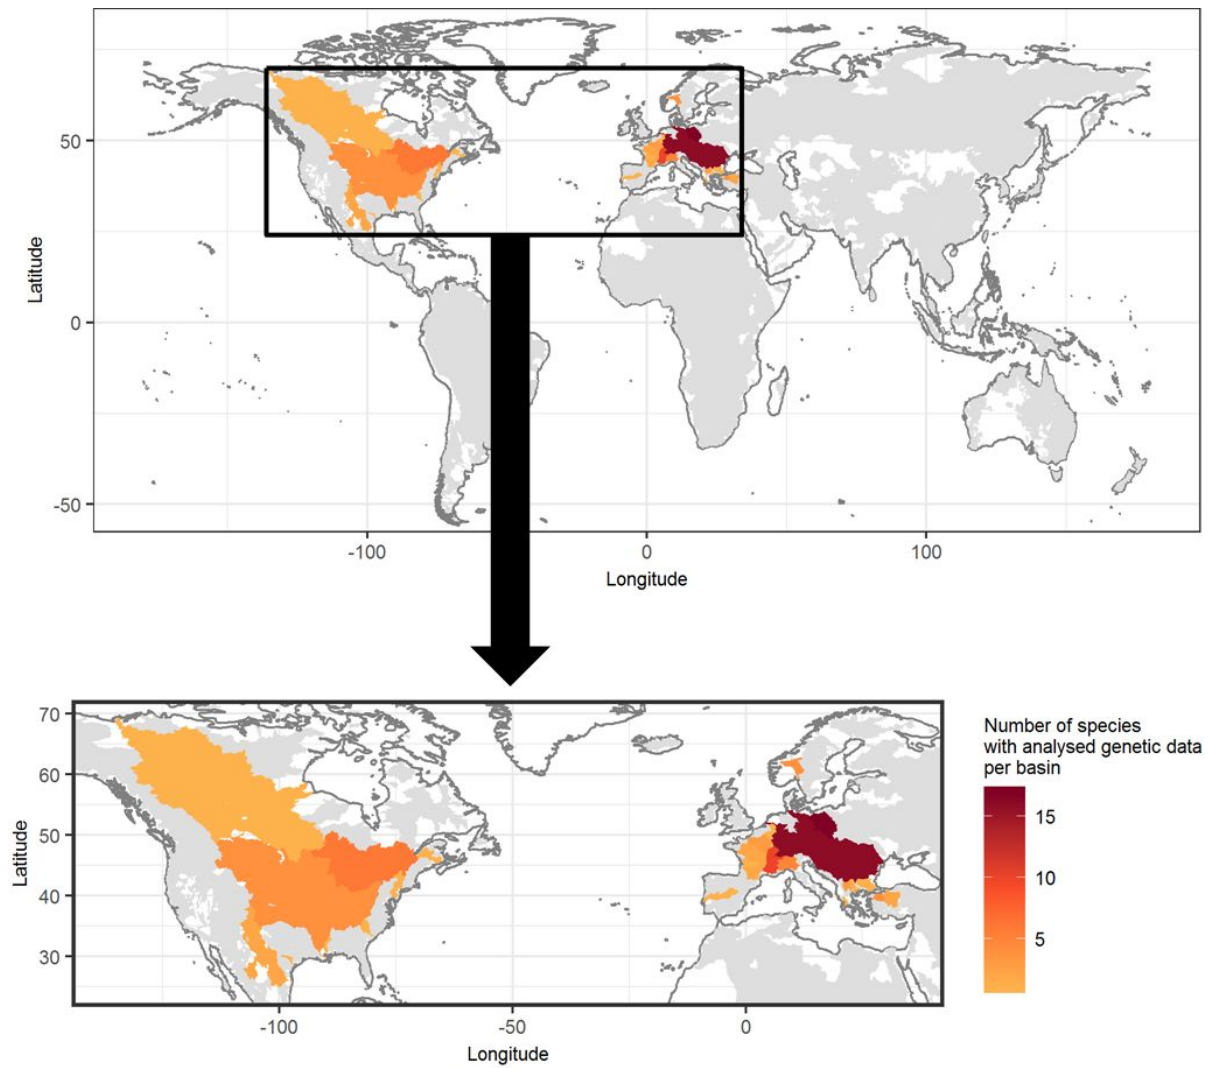 Latitude
50
0
-50
-100
0
100
Longitude
Latitude
70
60
50
40
30
-100
-50
0
Longitude
Number of species
with analysed genetic data
per basin
15
10
5